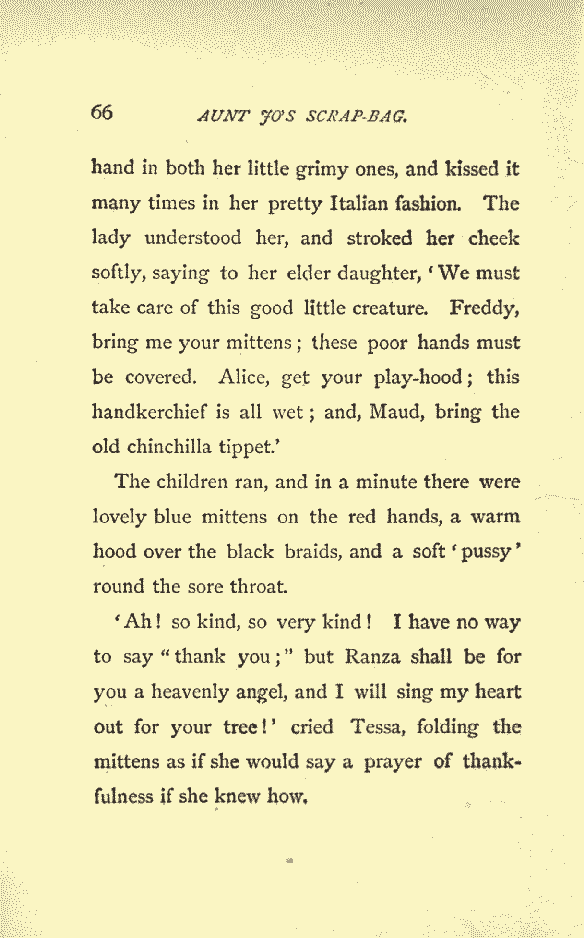 66 AUNT JO'S SCRAP-BAG.
hand in both her little grimy ones, and kissed it
many times in her pretty Italian fashion. The
lady understood her, and stroked her cheek
softly, saying to her elder daughter, ‘We must
take care of this good little creature. Freddy,
bring me your mittens; these poor hands must
be covered. Alice, get your play-hood; this
handkerchief is all wet; and, Maud, bring the
old chinchilla tippet.’
The children ran, and in a minute there were
lovely blue mittens on the red hands, a warm
hood over the black braids, and a soft ‘pussy’
round the sore throat.
‘Ah! so kind, so very kind! I have no way
to say “thank you;” but Ranza shall be for
you a heavenly angel, and I will sing my heart
out for your tree!’ cried Tessa, folding the
mittens as if she would say a prayer of thank-
fulness if she knew how.